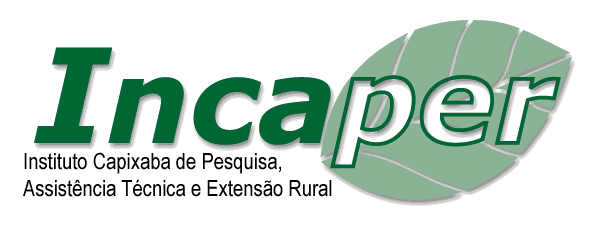 Incaper
Instituto Capixaba de Pesquisa,
Assistência Técnica e Extensão Rural